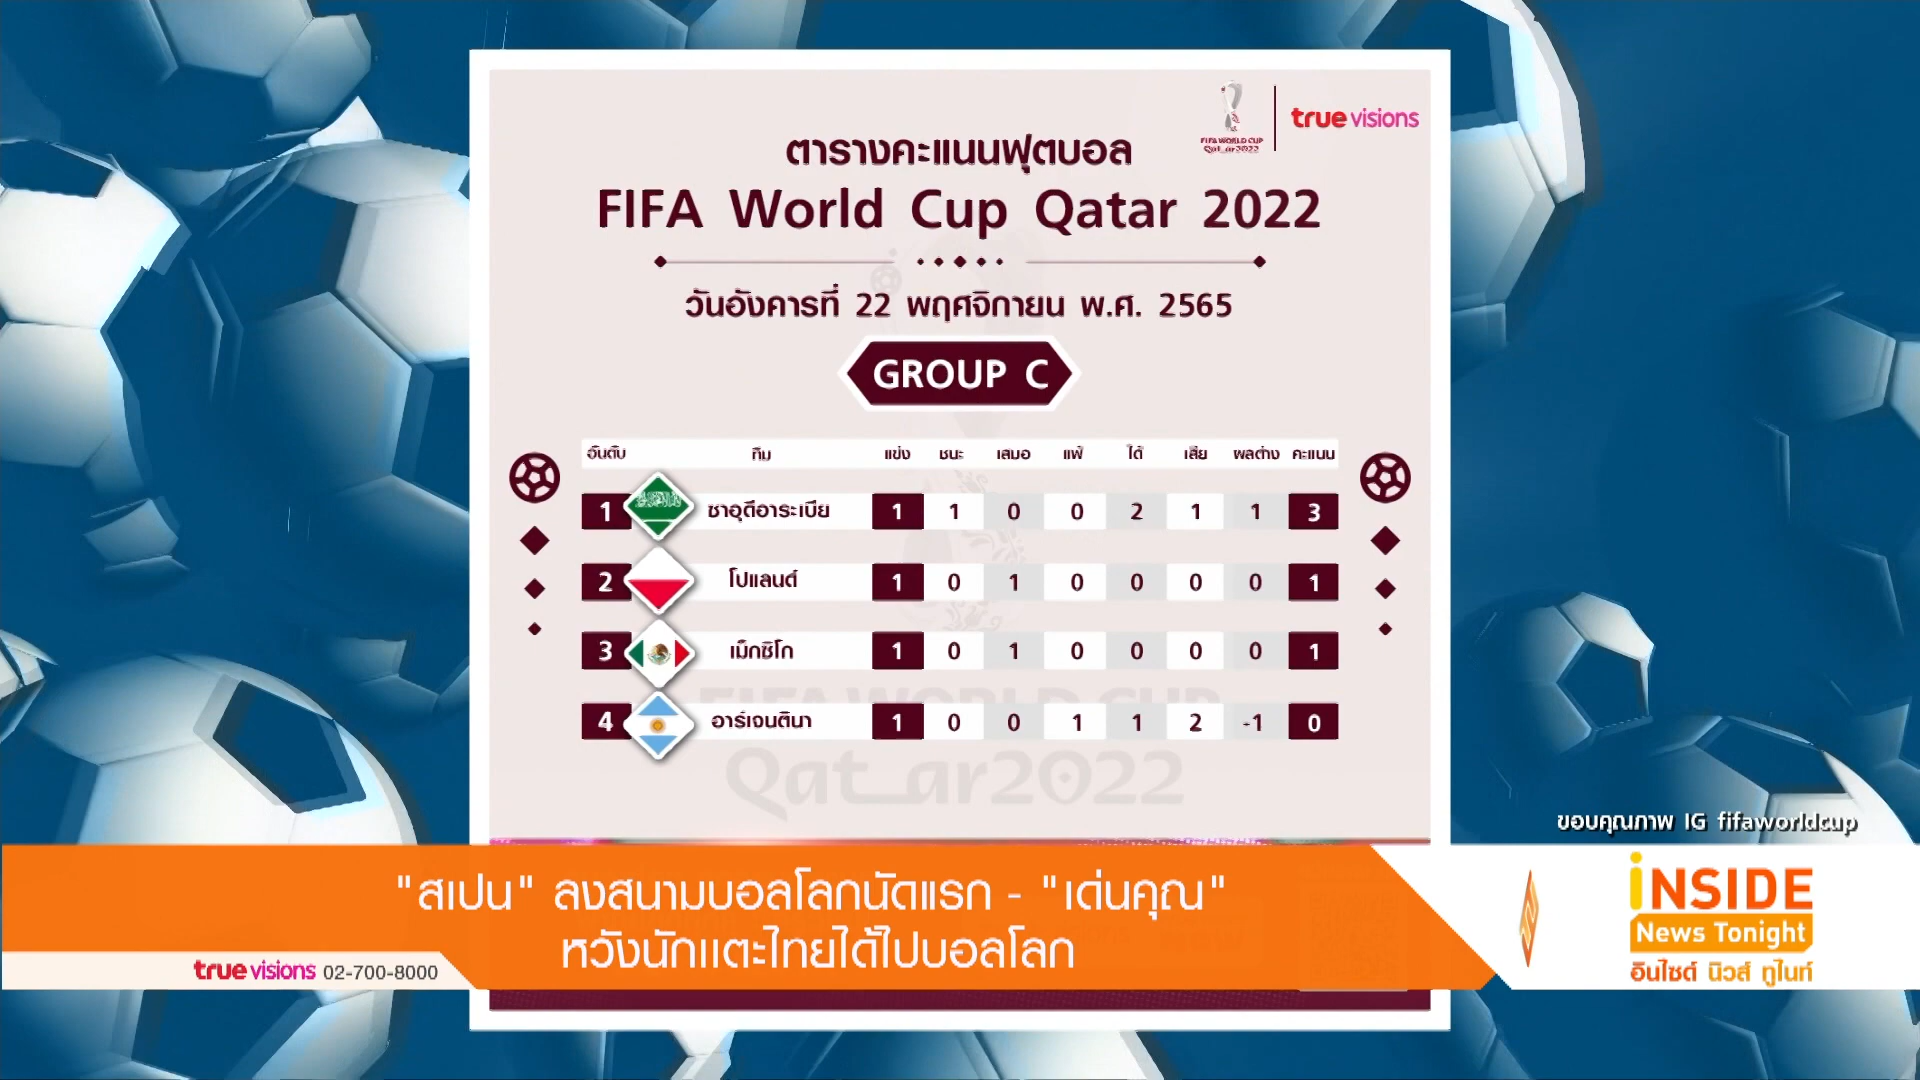 FIFA WORLD CUP
Qatar2022
true visions
ตารางคะแนนฟุตบอล
FIFA World Cup Qatar 2022
วันอังคารที่ 22 พฤศจิกายน พ.ศ. 2565
GROUP C
อันดับ ทีม แข่ง ชนะ เสมอ แพ้ ได้ เสีย ผลต่าง คะแนน
1 ซาอุดีอาระเบีย 1 1 0 0 2 1 1 3
2 โปแลนด์ 1 0 1 0 0 0 0 1
3 เม็กซิโก 1 0 1 0 0 0 0 1
4 อาร์เจนตินา 1 0 0 1 1 2 -1 0
FIFA WORLD CUP
Qatar2022
ขอบคุณภาพ IG fifaworldcup
"สเปน" ลงสนามบอลโลกนัดแรก - "เด่นคุณ"
หวังนักเตะไทยได้ไปบอลโลก
true visions 02-700-8000
iNSIDE
News Tonight
อินไซด์ นิวส์ ทูไนท์